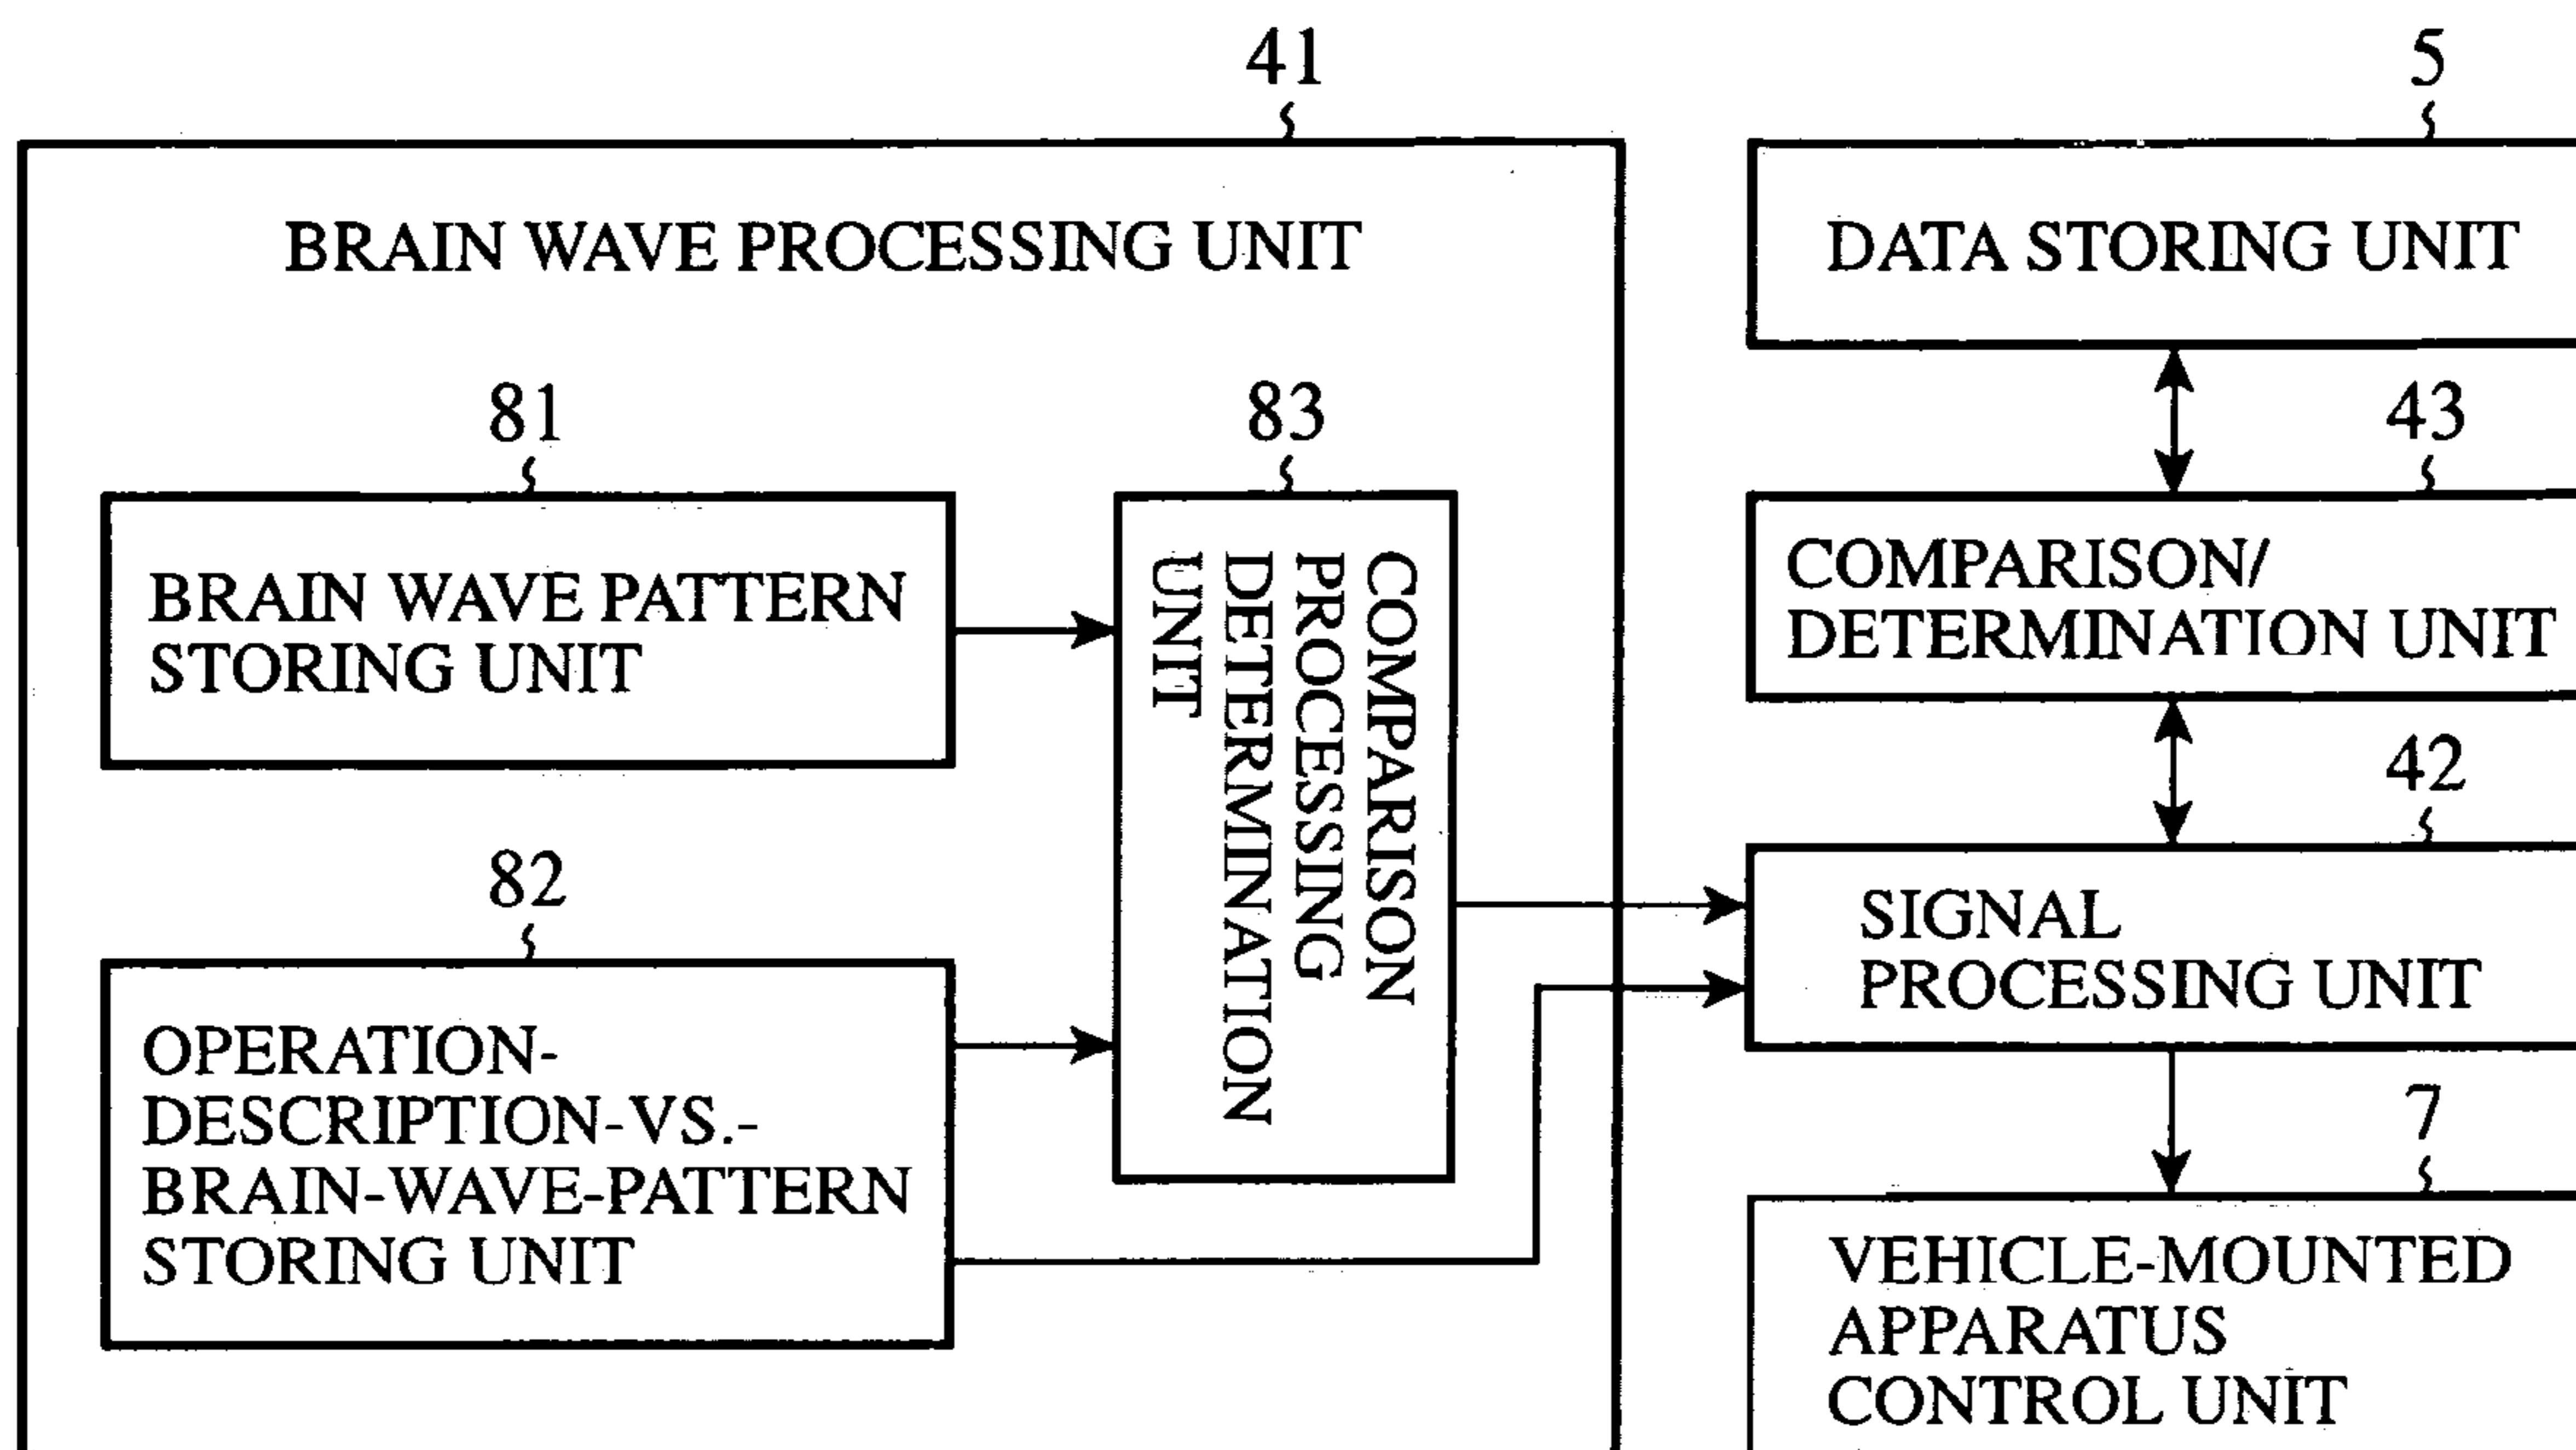 41
BRAIN WAVE PROCESSING UNIT
81
BRAIN WAVE PATTERN
STORING UNIT
83
COMPARISON
PROCESSING
DETERMINATION
UNIT
82
OPERATION-
DESCRIPTION-VS.-
BRAIN-WAVE-PATTERN
STORING UNIT
5
DATA STORING UNIT
43
COMPARISON/
DETERMINATION UNIT
42
SIGNAL
PROCESSING UNIT
7
VEHICLE-MOUNTED
APPARATUS
CONTROL UNIT